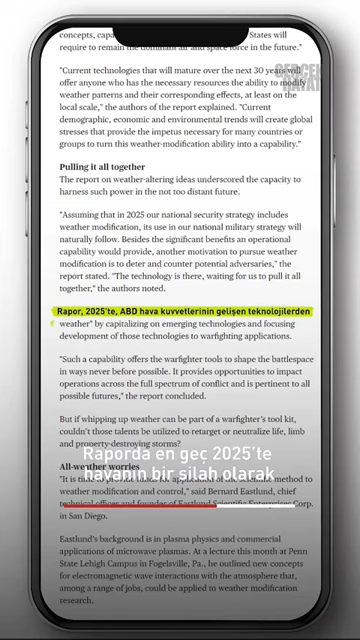 concepts, capa States will
require to remain the dominant air and space force in the future."
"Current technologies that will mature over the next 30 years will
offer anyone who has the necessary resources the ability to modify
weather patterns and their corresponding effects, at least on the
local scale," the authors of the report explained. "Current
demographic, economic and environmental trends will create global
stresses that provide the impetus necessary for many countries or
groups to turn this weather-modification ability into a capability."
GERÇEK
HAYAT
Pulling it all together
The report on weather-altering ideas underscored the capacity to
harness such power in the not too distant future.
"Assuming that in 2025 our national security strategy includes
weather modification, its use in our national military strategy will
naturally follow. Besides the significant benefits an operational
capability would provide, another motivation to pursue weather
modification is to deter and counter potential adversaries," the
report stated. "The technology is there, waiting for us to pull it all
together," the authors noted.
Rapor, 2025'te, ABD hava kuvvetlerinin gelişen teknolojilerden
weather" by capitalizing on emerging technologies and focusing
development of those technologies to warfighting applications.
"Such a capability offers the warfighter tools to shape the battlespace
in ways never before possible. It provides opportunities to impact
operations across the full spectrum of conflict and is pertinent to all
possible futures," the report concluded.
But if whipping up weather can be part of a warfighter's tool kit,
couldn't those talents be utilized to retarget or neutralize life, limb
and property-destroying storms?
Raporda en geç 2025'te
havanın bir silah olarak
All-weather worries
"It is time to provide funds for application of the scientific method to
weather modification and control," said Bernard Eastlund, chief
technical officer and founder of Eastlund Scientific Enterprises Corp.
in San Diego.
Eastlund's background is in plasma physics and commercial
applications of microwave plasmas. At a lecture this month at Penn
State Lehigh Campus in Fogelsville, Pa., he outlined new concepts
for electromagnetic wave interactions with the atmosphere that,
among a range of jobs, could be applied to weather modification
research.